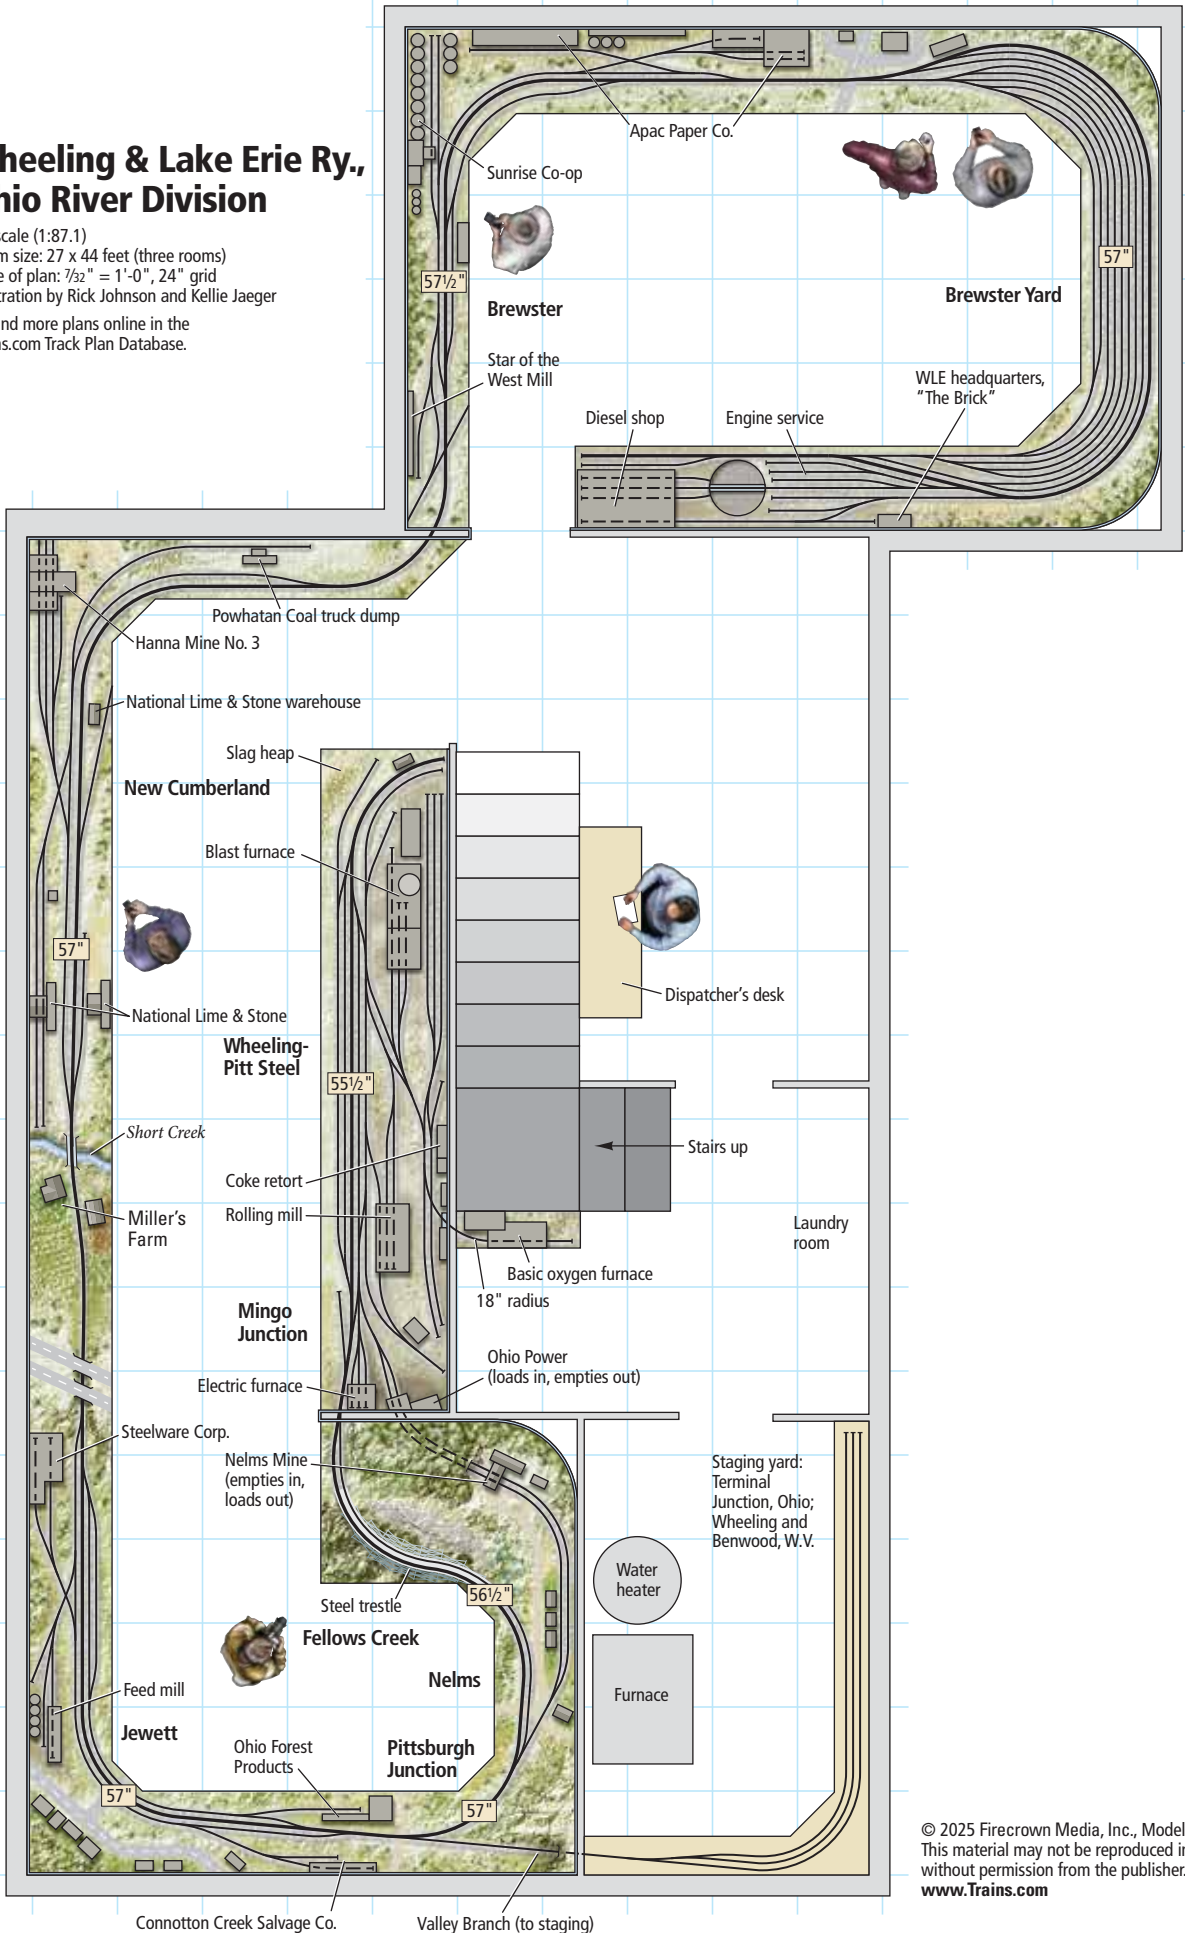 heeling & Lake Erie Ry.,
hio River Division
scale (1:87.1)
m size: 27 x 44 feet (three rooms)
e of plan: 7/32" = 1'-0", 24" grid
tration by Rick Johnson and Kellie Jaeger
nd more plans online in the
ns.com Track Plan Database.
Apac Paper Co.
Sunrise Co-op
57"
57½"
Brewster
Brewster Yard
Star of the
West Mill
WLE headquarters,
“The Brick”
Diesel shop
Engine service
Powhatan Coal truck dump
Hanna Mine No. 3
National Lime & Stone warehouse
Slag heap
New Cumberland
Blast furnace
57"
Dispatcher’s desk
National Lime & Stone
Wheeling-
Pitt Steel
55½"
Short Creek
Stairs up
Coke retort
Rolling mill
Miller’s
Farm
Laundry
room
Basic oxygen furnace
18" radius
Mingo
Junction
Ohio Power
(loads in, empties out)
Electric furnace
Steelware Corp.
Nelms Mine
(empties in,
loads out)
Staging yard:
Terminal
Junction, Ohio;
Wheeling and
Benwood, W.V.
Water
heater
56½"
Steel trestle
Fellows Creek
Nelms
Feed mill
Furnace
Jewett
Ohio Forest
Products
Pittsburgh
Junction
57"
57"
© 2025 Firecrown Media, Inc., Model
This material may not be reproduced in
without permission from the publisher.
www.Trains.com
Connotton Creek Salvage Co.
Valley Branch (to staging)